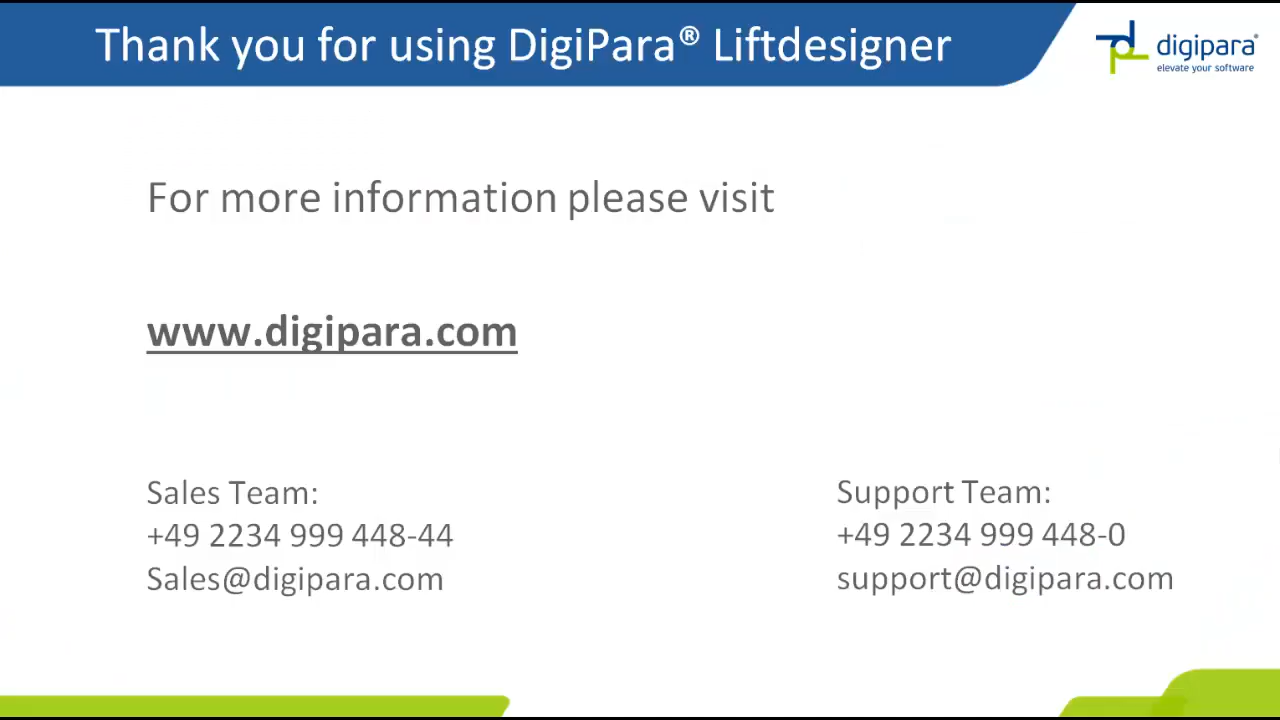 Thank you for using DigiPara® Liftdesigner
digipara®
elevate your software
For more information please visit
www.digipara.com
Sales Team:
+49 2234 999 448-44
Sales@digipara.com
Support Team:
+49 2234 999 448-0
support@digipara.com